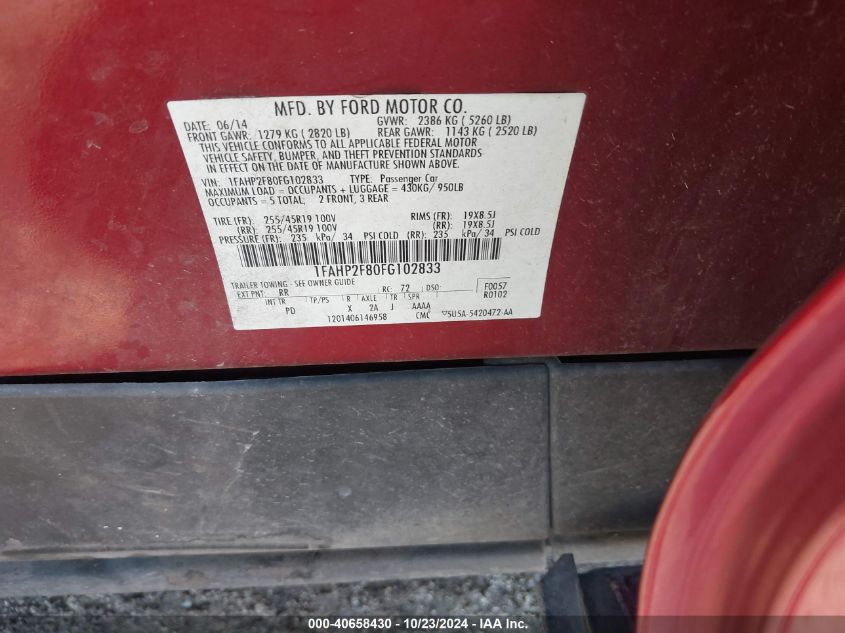 MFD. BY FORD MOTOR CO.
DATE: 06/14 GVWR: 2386 KG ( 5260 LB)
FRONT GAWR: 1279 KG ( 2820 LB) REAR GAWR: 1143 KG ( 2520 LB)
THIS VEHICLE CONFORMS TO ALL APPLICABLE FEDERAL MOTOR
VEHICLE SAFETY, BUMPER, AND THEFT PREVENTION STANDARDS
IN EFFECT ON THE DATE OF MANUFACTURE SHOWN ABOVE.
VIN: 1FAHP2F80FG102833 TYPE: Passenger Car
MAXIMUM LOAD = OCCUPANTS + LUGGAGE = 430KG/ 950LB
OCCUPANTS = 5 TOTAL; 2 FRONT, 3 REAR
TIRE (FR): 255/45R19 100V RIMS (FR): 19X8.5J
(RR): 255/45R19 100V (RR): 19X8.5J
PRESSURE (FR): 235 kPa/ 34 PSI COLD (RR): 235 kPa/ 34 PSI COLD
1FAHP2F80FG102833
TRAILER TOWING - SEE OWNER GUIDE F0057
EXT PNT: RR RC: 72 DSO: R0102
INT TR TP/PS R AXLE TR SPR
PD X 2A J AAAA
1201406146958 CMC 5U5A-5420472-AA
000-40658430 - 10/23/2024 - IAA Inc.